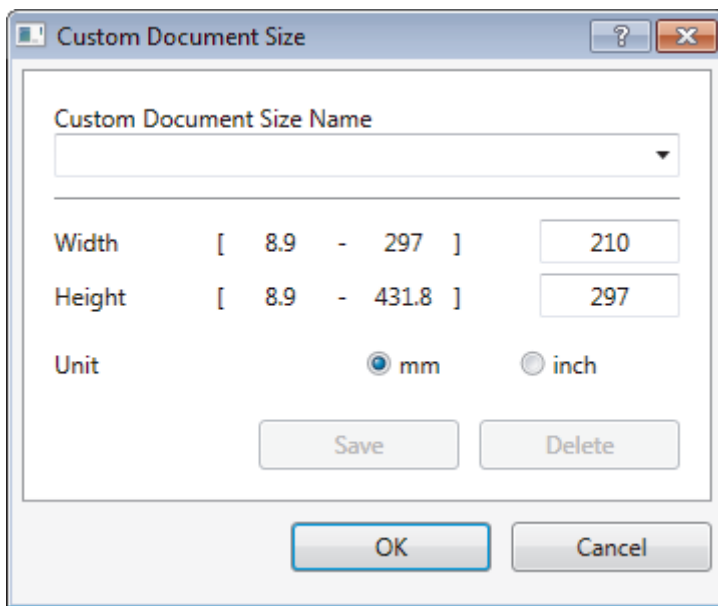 Custom Document Size
Custom Document Size Name
Width [ 8.9 - 297 ] 210
Height [ 8.9 - 431.8 ] 297
Unit mm inch
Save Delete
OK Cancel